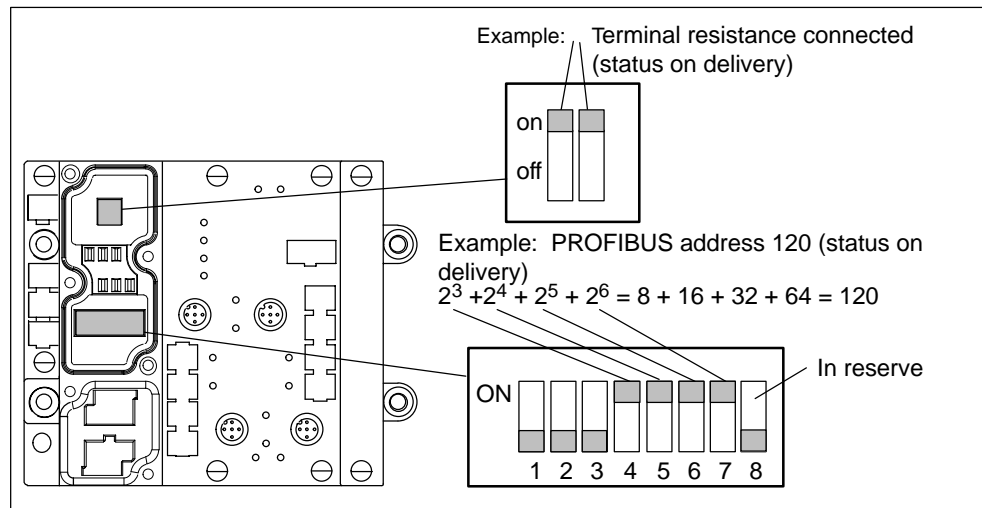 Example: Terminal resistance connected
(status on delivery)
on
off
Example: PROFIBUS address 120 (status on
delivery)
2³ +2⁴ + 2⁵ + 2⁶ = 8 + 16 + 32 + 64 = 120
In reserve
ON
1 2 3 4 5 6 7 8